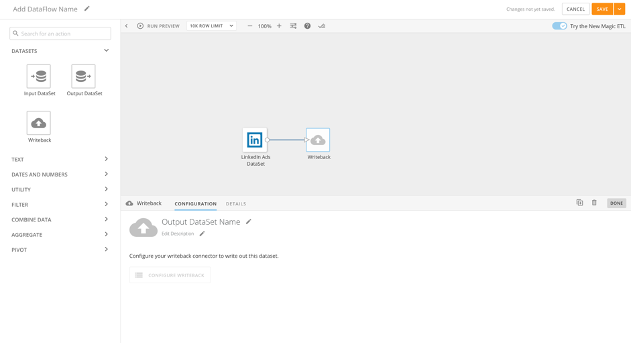 Add DataFlow Name
Changes not yet saved.
CANCEL
SAVE
Search for an action
RUN PREVIEW
10K ROW LIMIT
100%
Try the New Magic ETL
DATASETS
Input DataSet
Output DataSet
Writeback
TEXT
DATES AND NUMBERS
UTILITY
FILTER
COMBINE DATA
AGGREGATE
PIVOT
in
LinkedIn Ads
DataSet
Writeback
Writeback
CONFIGURATION
DETAILS
DONE
Output DataSet Name
Edit Description
Configure your writeback connector to write out this dataset.
CONFIGURE WRITEBACK